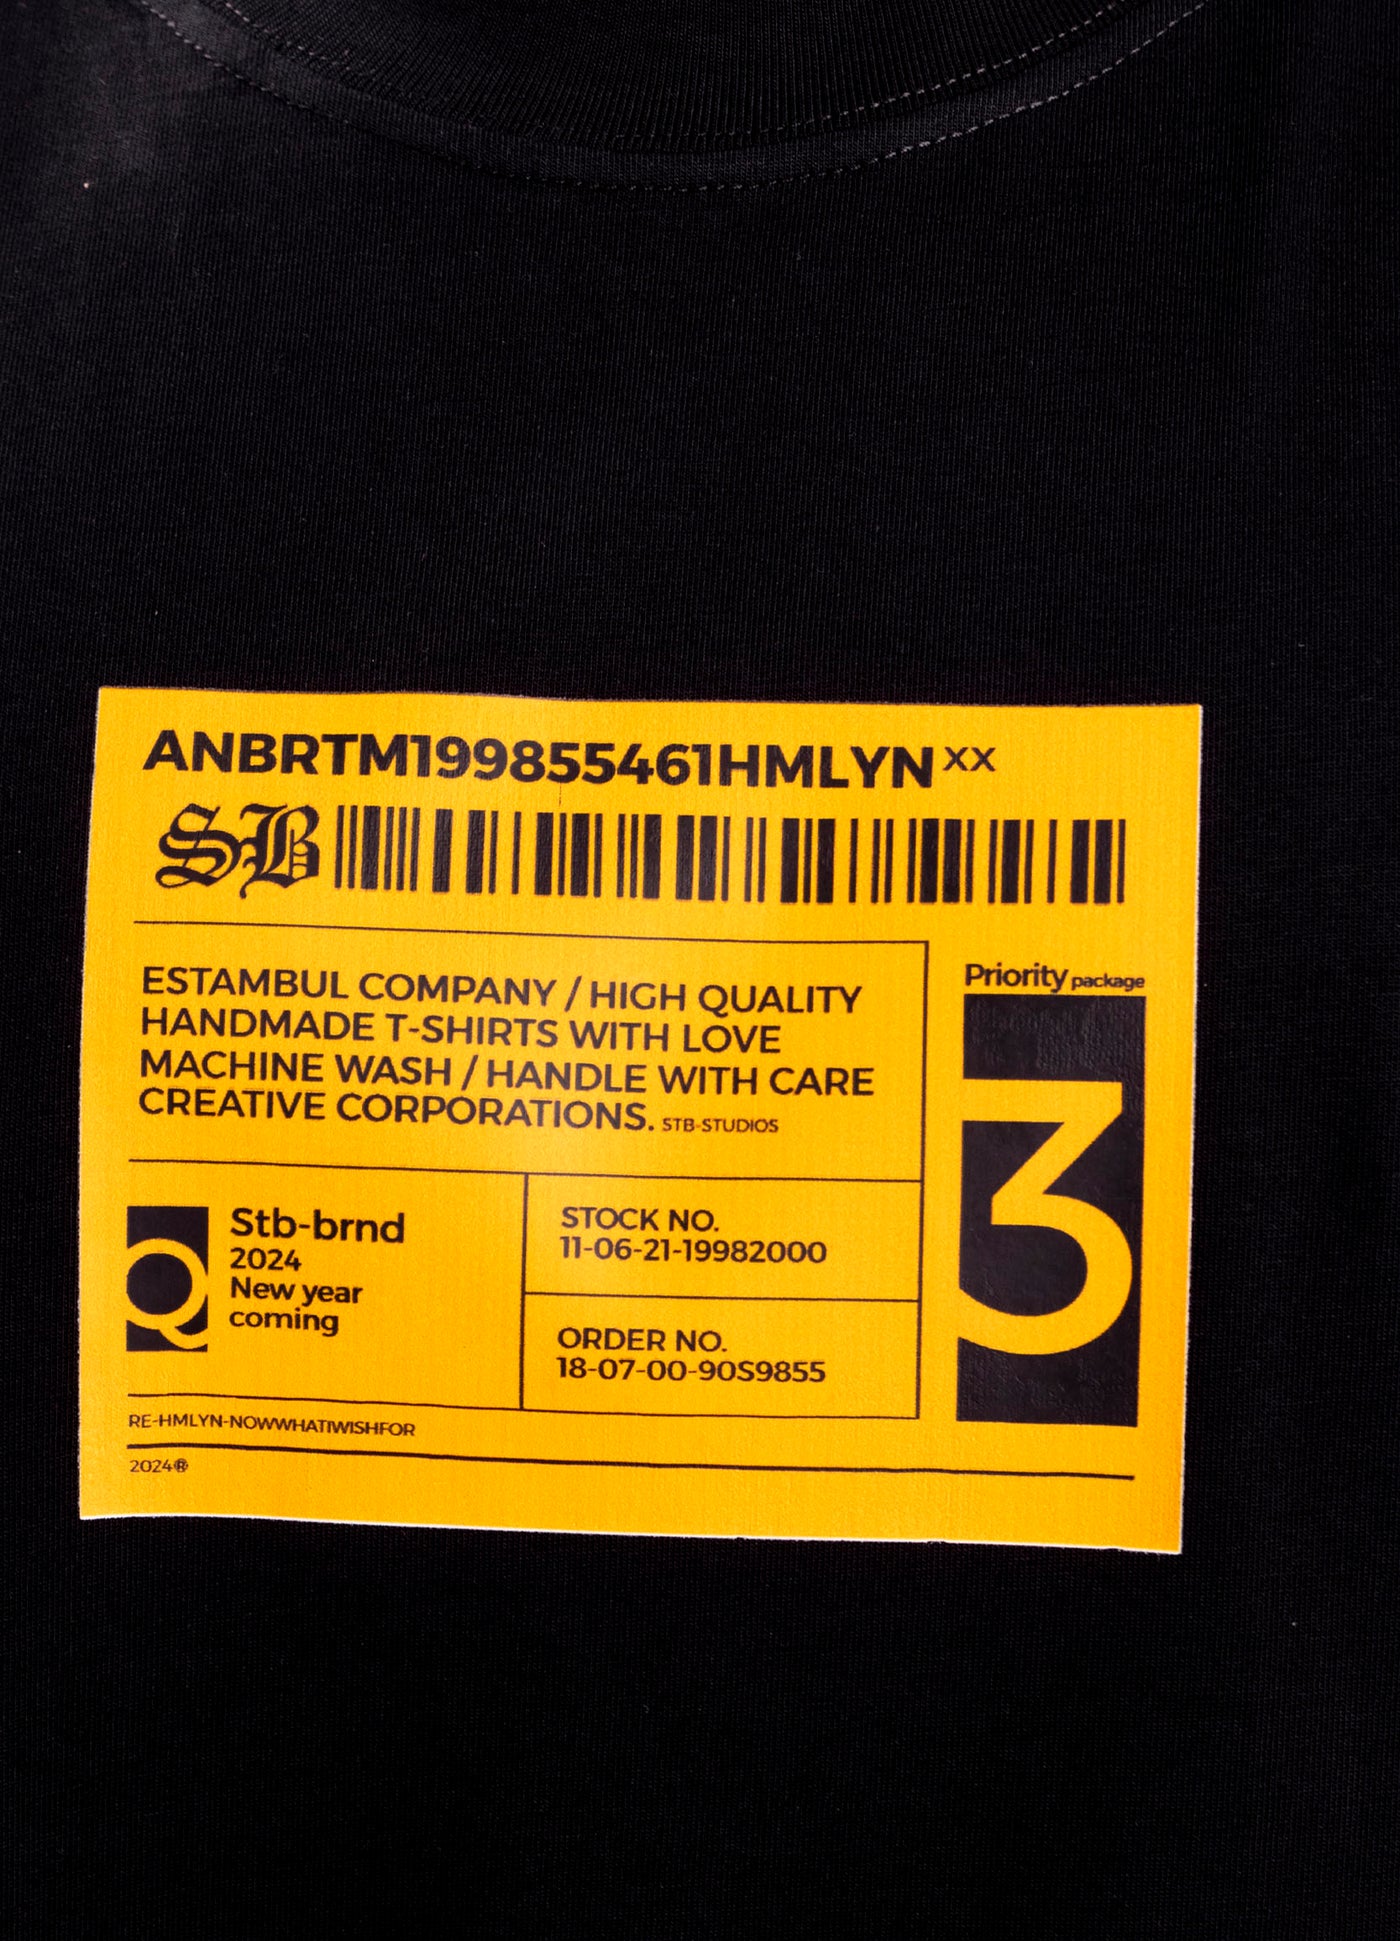 ANBRTM199855461HMLYN XX
SB
ESTAMBUL COMPANY / HIGH QUALITY
HANDMADE T-SHIRTS WITH LOVE
MACHINE WASH / HANDLE WITH CARE
CREATIVE CORPORATIONS. STB-STUDIOS
Priority package
3
Q
Stb-brnd
2024
New year
coming
STOCK NO.
11-06-21-19982000
ORDER NO.
18-07-00-90S9855
RE-HMLYN-NOWWHATIWISHFOR
2024®